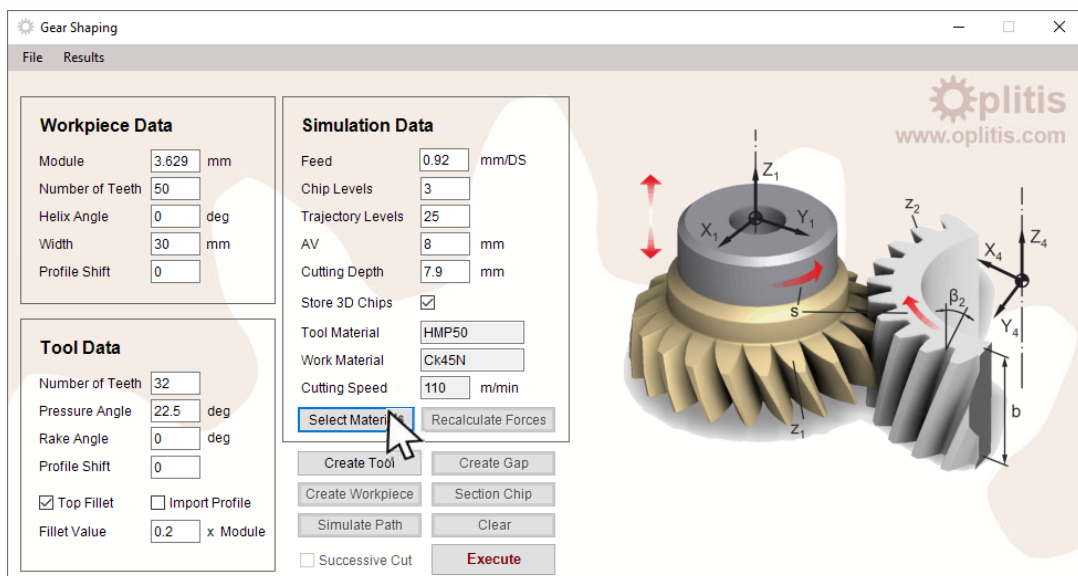 Gear Shaping
File Results
Oplitis
www.oplitis.com
Workpiece Data
Module 3.629 mm
Number of Teeth 50
Helix Angle 0 deg
Width 30 mm
Profile Shift 0
Tool Data
Number of Teeth 32
Pressure Angle 22.5 deg
Rake Angle 0 deg
Profile Shift 0
Top Fillet Import Profile
Fillet Value 0.2 x Module
Simulation Data
Feed 0.92 mm/DS
Chip Levels 3
Trajectory Levels 25
AV 8 mm
Cutting Depth 7.9 mm
Store 3D Chips
Tool Material HMP50
Work Material Ck45N
Cutting Speed 110 m/min
Select Materials Recalculate Forces
Create Tool Create Gap
Create Workpiece Section Chip
Simulate Path Clear
Successive Cut Execute
Z1
X1 Y1
z2
Z4
X4
β2
Y4
s
b
z1